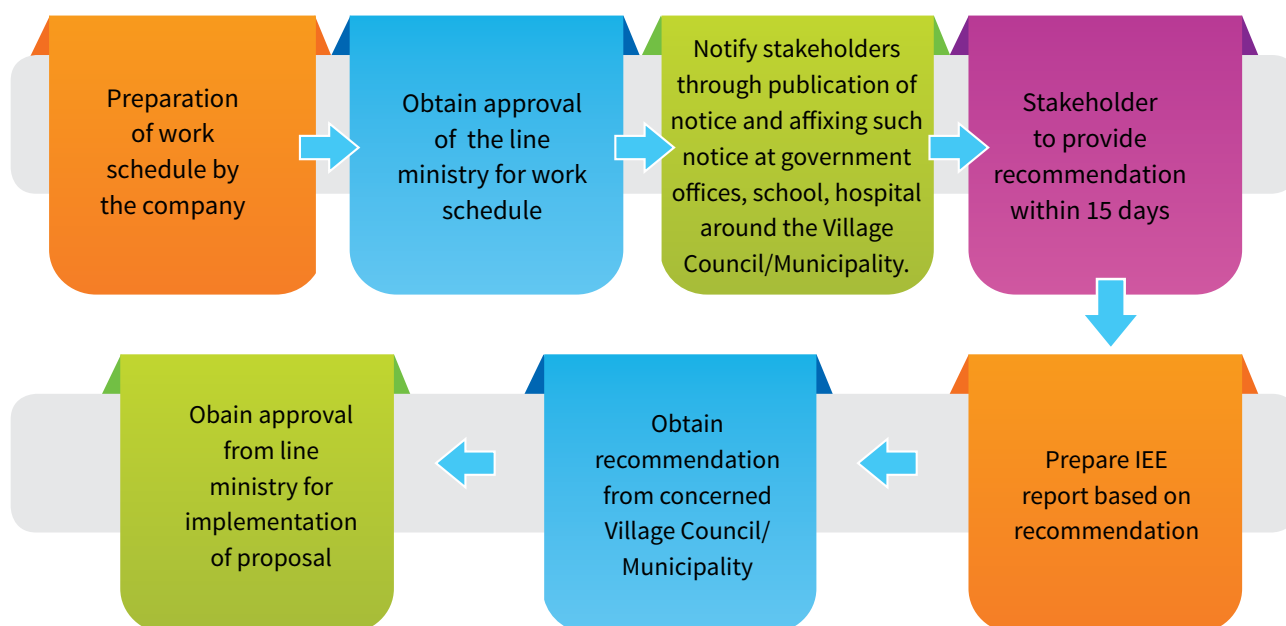 Preparation
of work
schedule by
the company
Obtain approval
of the line
ministry for work
schedule
Notify stakeholders
through publication of
notice and affixing such
notice at government
offices, school, hospital
around the Village
Council/Municipality.
Stakeholder
to provide
recommendation
within 15 days
Prepare IEE
report based on
recommendation
Obtain
recommendation
from concerned
Village Council/
Municipality
Obain approval
from line
ministry for
implementation
of proposal